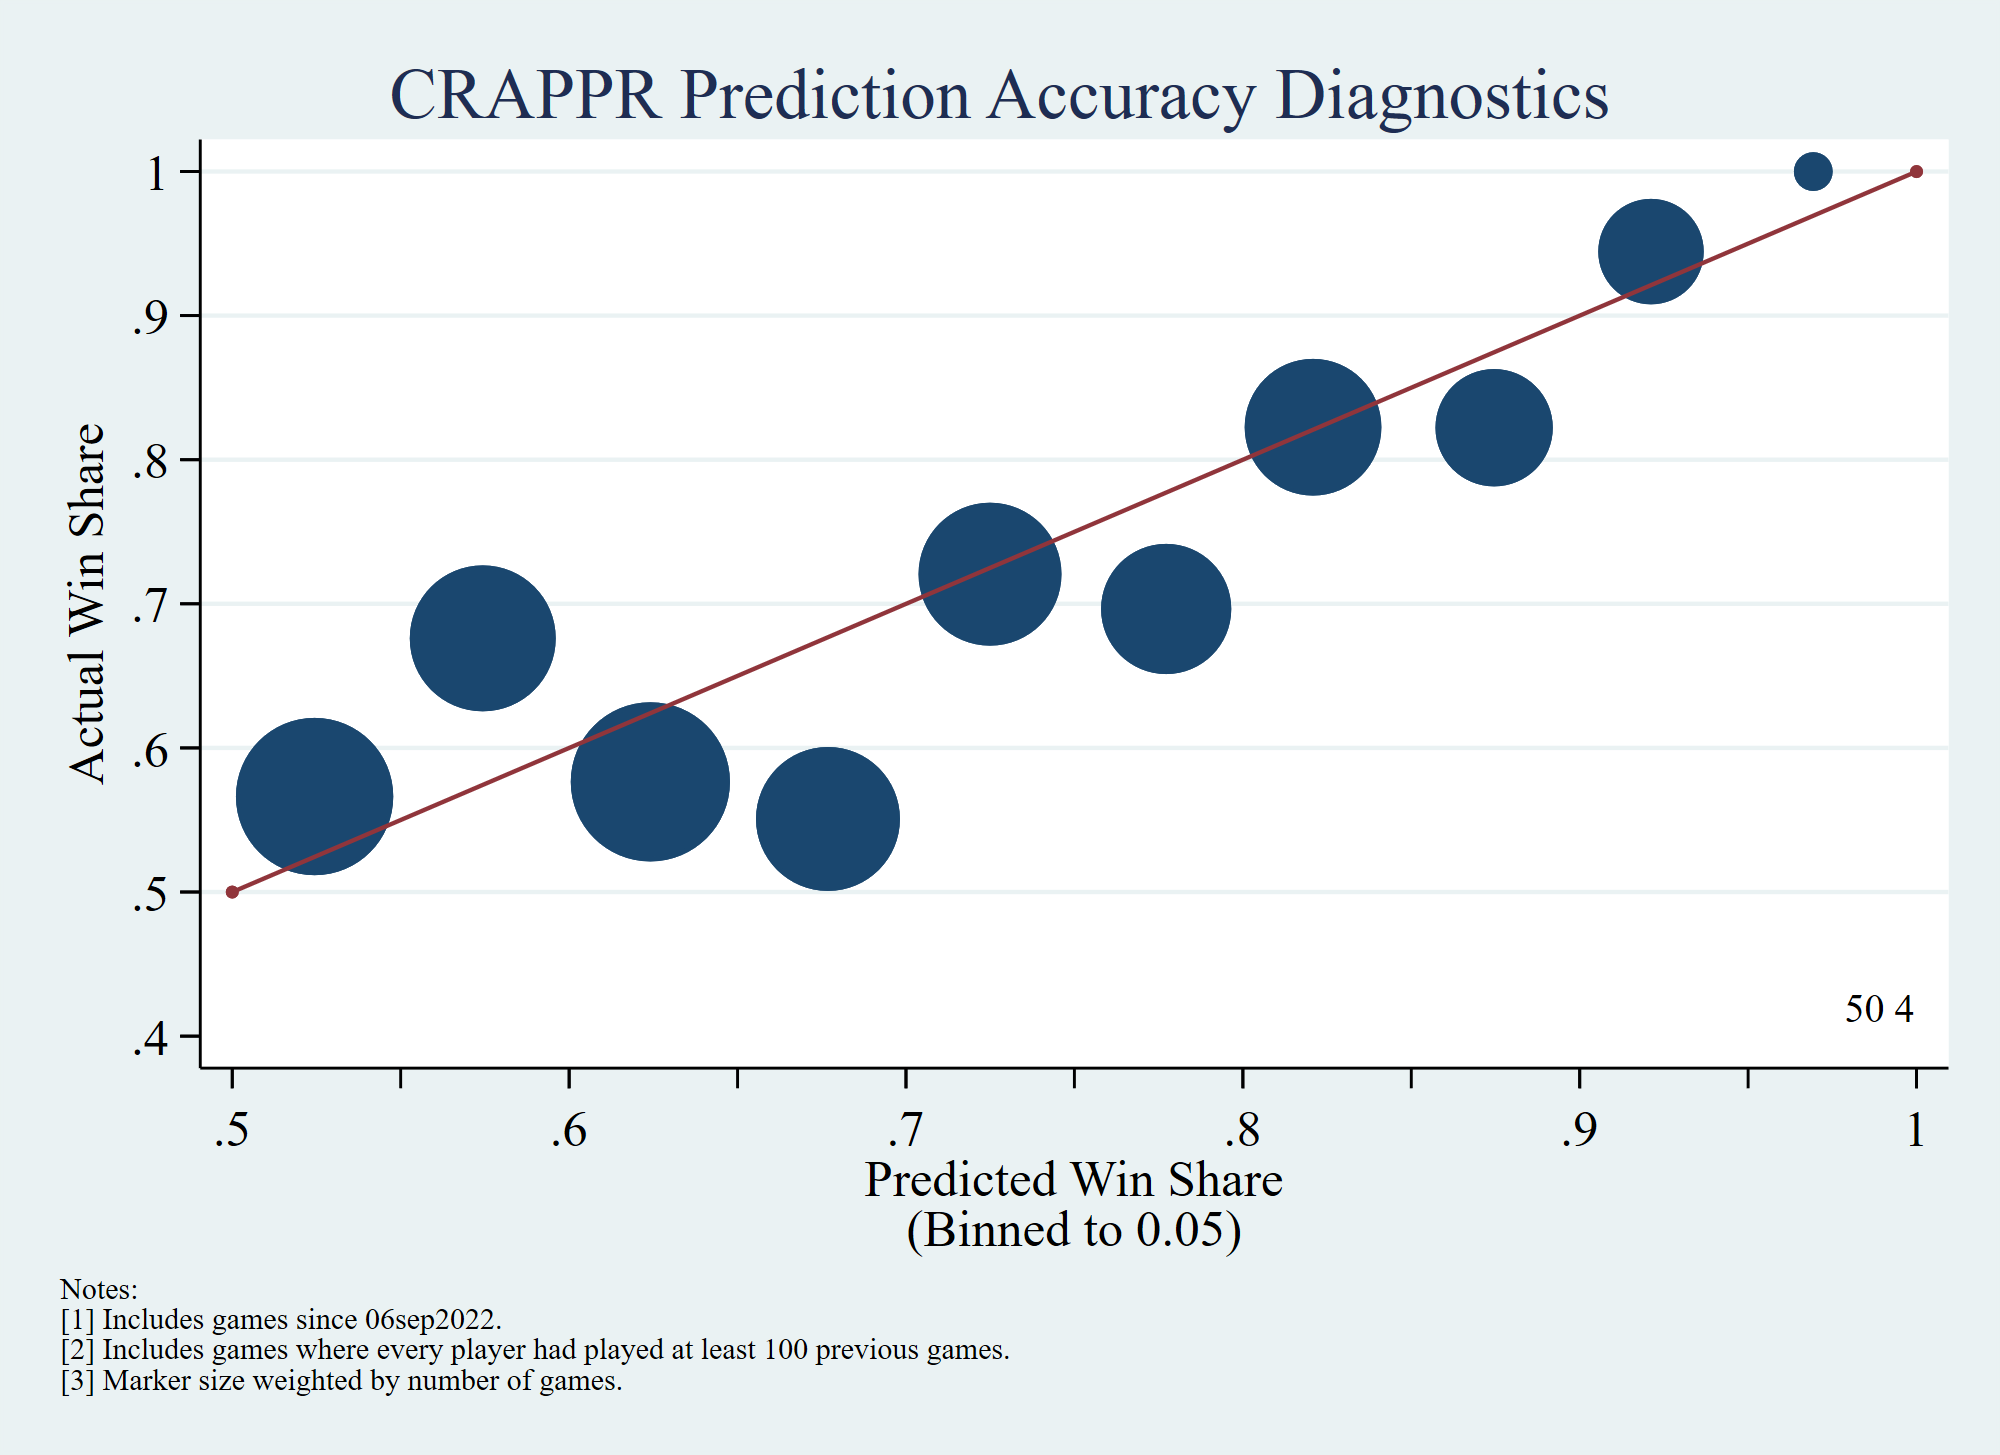 CRAPPR Prediction Accuracy Diagnostics
1
.9
.8
.7
.6
.5
.4
Actual Win Share
50 4
.5 .6 .7 .8 .9 1
Predicted Win Share
(Binned to 0.05)
Notes:
[1] Includes games since 06sep2022.
[2] Includes games where every player had played at least 100 previous games.
[3] Marker size weighted by number of games.